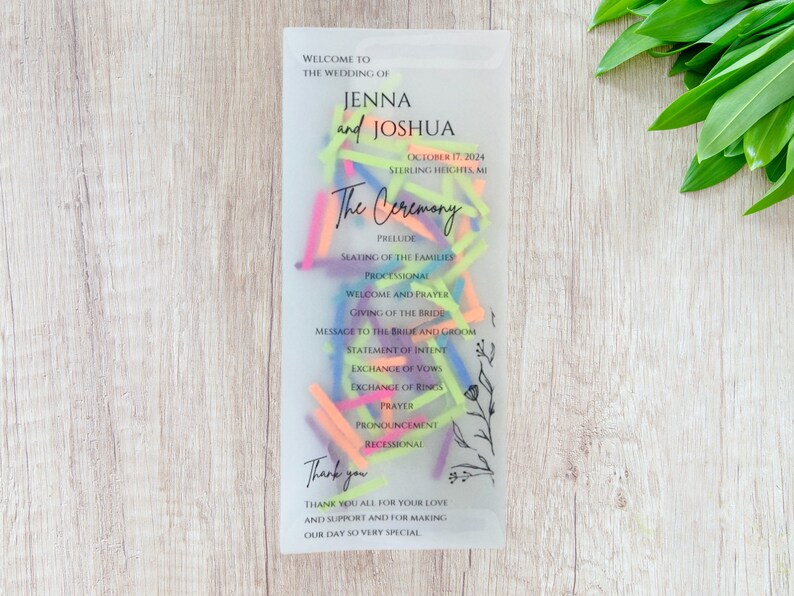 Welcome to
the wedding of
JENNA
and JOSHUA
October 17, 2024
Sterling Heights, MI
The Ceremony
Prelude
Seating of the Families
Processional
Welcome and Prayer
Giving of the Bride
Message to the Bride and Groom
Statement of Intent
Exchange of Vows
Exchange of Rings
Prayer
Pronouncement
Recessional
Thank you
Thank you all for your love
and support and for making
our day so very special.